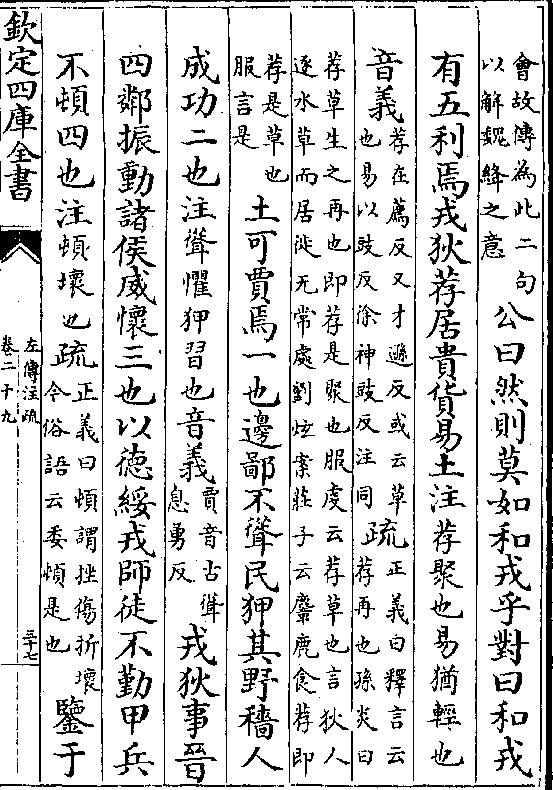 會故傳為此二句
以解魏絳之意
公曰然則莫如和戎乎對曰和戎
有五利焉戎狄荐居貴貨易土注荐聚也易猶輕也
音義
荐在薦反又才遜反或云草
也易以豉反徐神豉反注同
疏
正義曰釋言云
荐再也孫炎曰
荐草生之再也即荐是聚也服虔云荐草也言狄人
逐水草而居徙无常處劉炫案莊子云麋鹿食荐即
荐是草也
服言是
土可賈焉一也邊鄙不聳民狎其野穡人
成功二也注聳懼狎習也音義
賈音古聳
息勇反
戎狄事晉
四鄰振動諸侯威懷三也以德綏戎師徒不勤甲兵
不頓四也注頓壞也疏
正義曰頓謂挫傷折壞
今俗語云委頓是也
鑒于
欽定四庫全書
左傳注疏
卷二十九
三十七